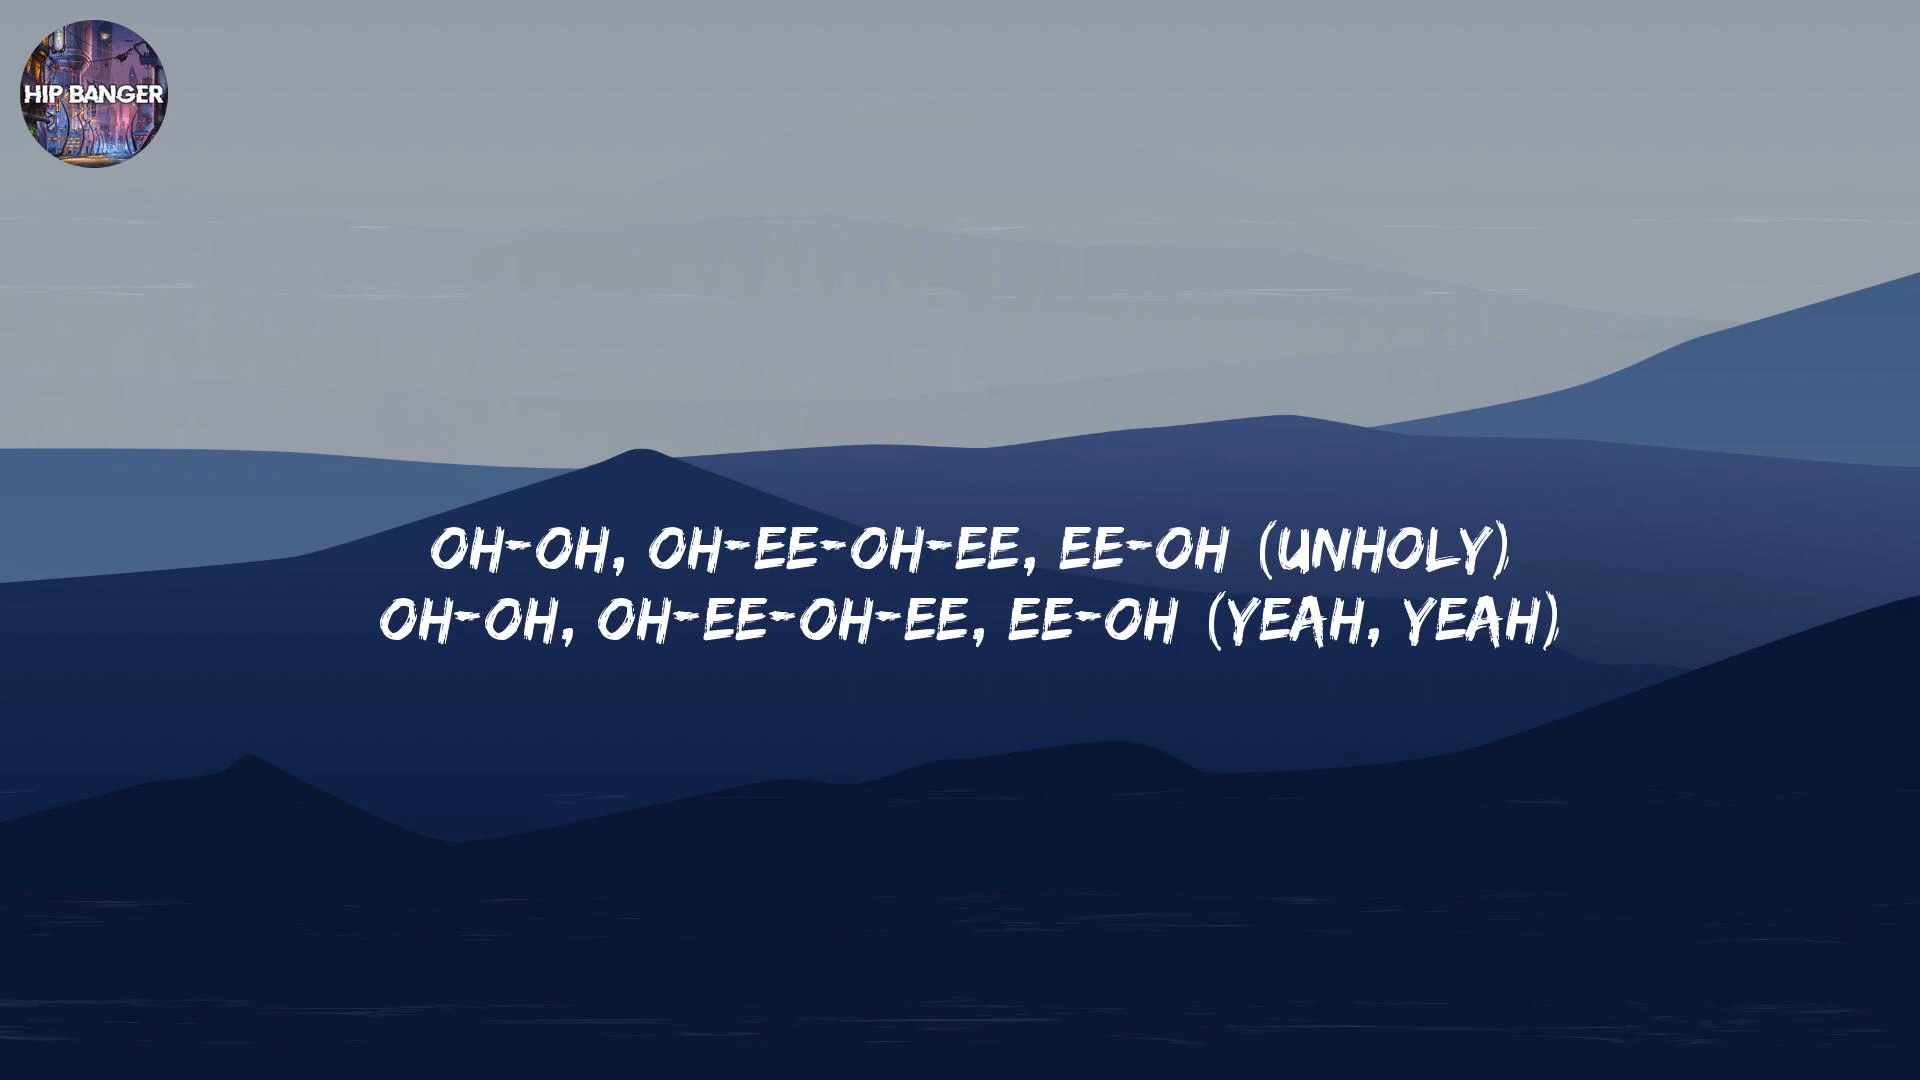 HIP BANGER
OH-OH, OH-EE-OH-EE, EE-OH (UNHOLY)
OH-OH, OH-EE-OH-EE, EE-OH (YEAH, YEAH)